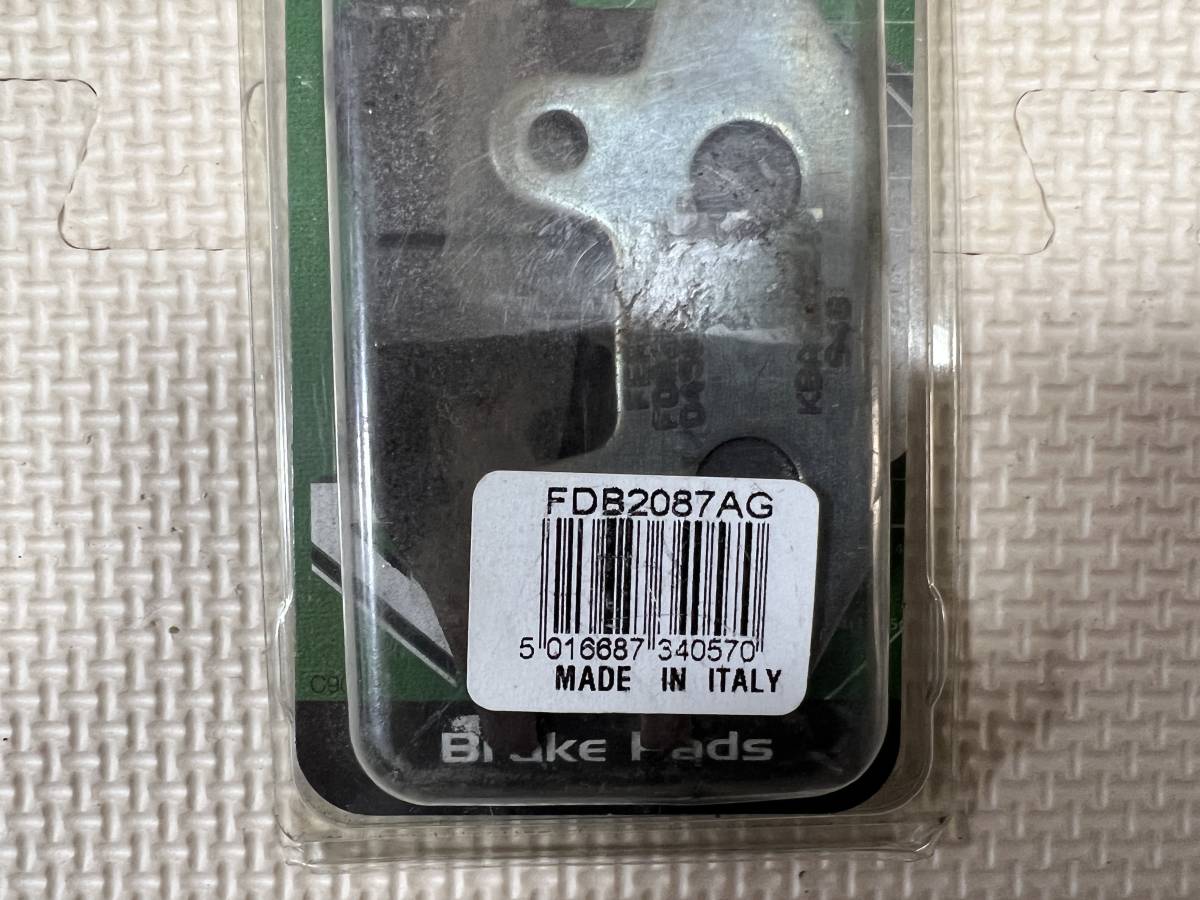 FDB2087AG
5 016687 340570
MADE IN ITALY
Brake Pads